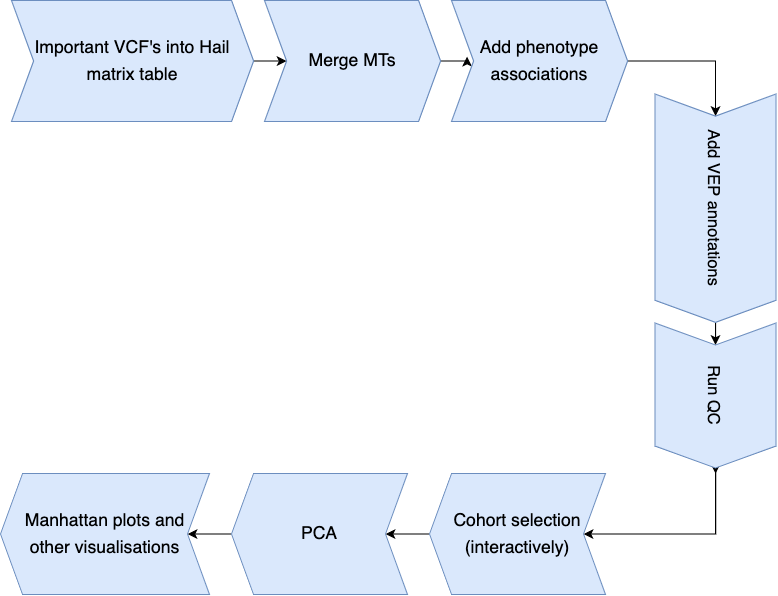 Important VCF's into Hail
matrix table
Merge MTs
Add phenotype
associations
Add VEP annotations
Run QC
Cohort selection
(interactively)
PCA
Manhattan plots and
other visualisations